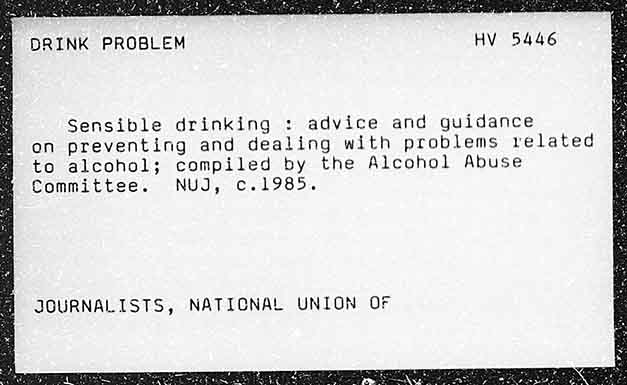 DRINK PROBLEM HV 5446
Sensible drinking : advice and guidance
on preventing and dealing with problems related
to alcohol; compiled by the Alcohol Abuse
Committee. NUJ, c.1985.
JOURNALISTS, NATIONAL UNION OF